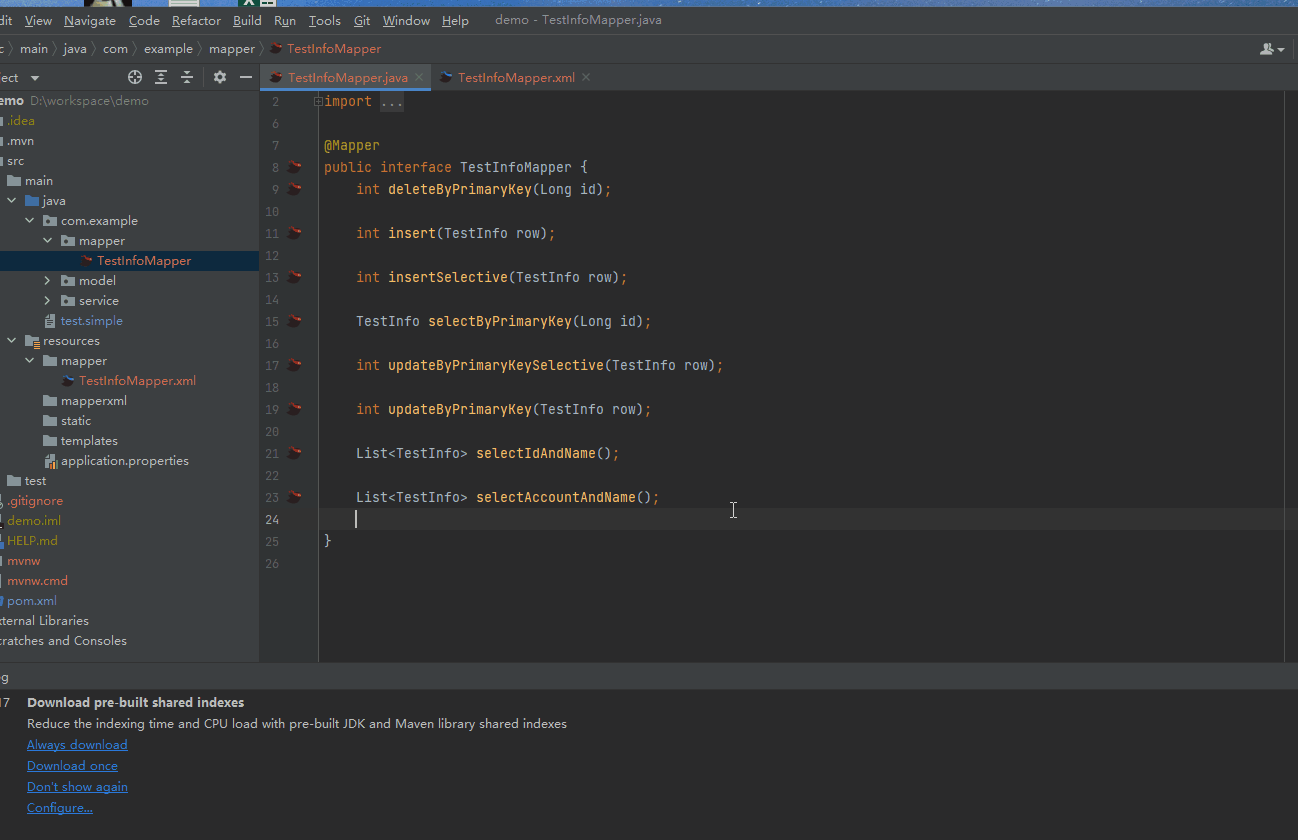 dit View Navigate Code Refactor Build Run Tools Git Window Help demo - TestInfoMapper.java
c main java com example mapper TestInfoMapper
ect TestInfoMapper.java TestInfoMapper.xml
emo D:\workspace\demo
.idea
.mvn
src
main
java
com.example
mapper
TestInfoMapper
model
service
test.simple
resources
mapper
TestInfoMapper.xml
mapperxml
static
templates
application.properties
test
.gitignore
demo.iml
HELP.md
mvnw
mvnw.cmd
pom.xml
ternal Libraries
cratches and Consoles
2 import ...
6
7 @Mapper
8 public interface TestInfoMapper {
9 int deleteByPrimaryKey(Long id);
10
11 int insert(TestInfo row);
12
13 int insertSelective(TestInfo row);
14
15 TestInfo selectByPrimaryKey(Long id);
16
17 int updateByPrimaryKeySelective(TestInfo row);
18
19 int updateByPrimaryKey(TestInfo row);
20
21 List<TestInfo> selectIdAndName();
22
23 List<TestInfo> selectAccountAndName();
24
25 }
26
g
17 Download pre-built shared indexes
Reduce the indexing time and CPU load with pre-built JDK and Maven library shared indexes
Always download
Download once
Don't show again
Configure...